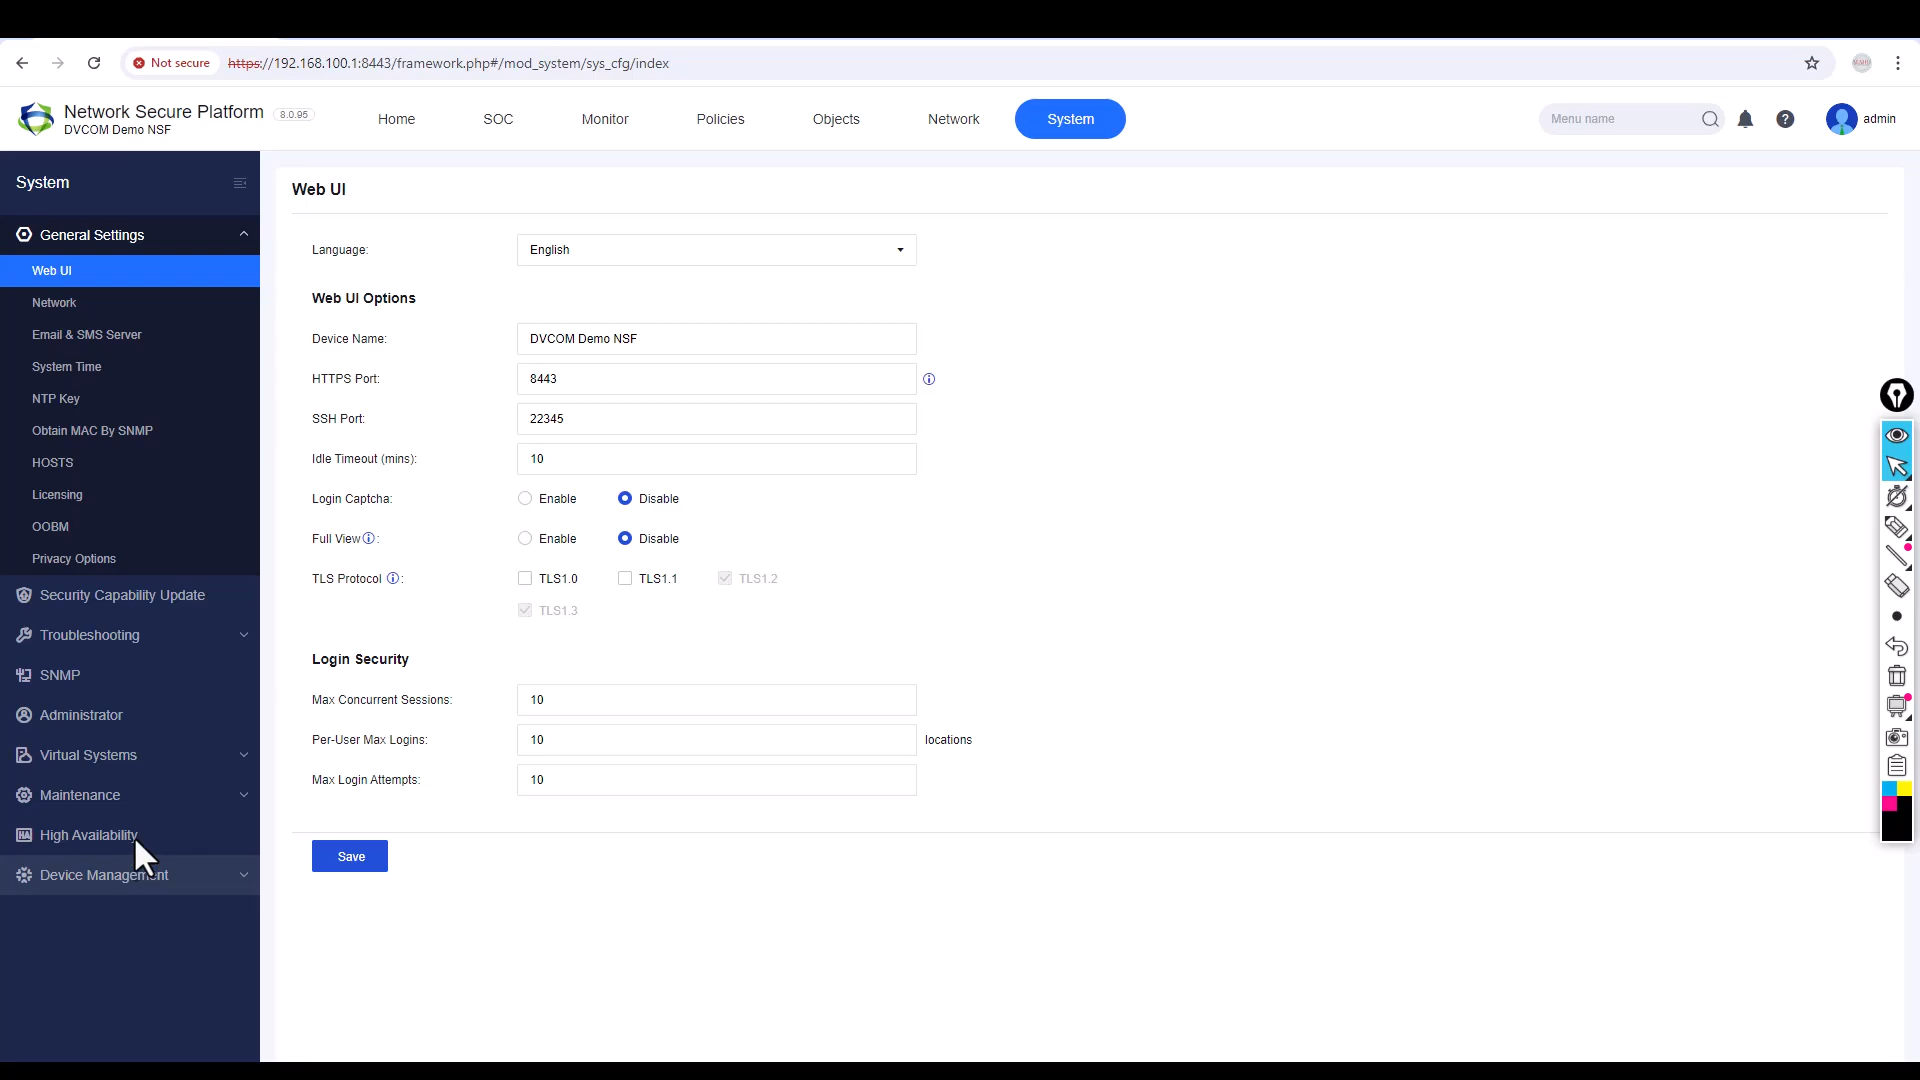 Not secure https://192.168.100.1:8443/framework.php#/mod_system/sys_cfg/index
Network Secure Platform 8.0.95
DVCOM Demo NSF
Home SOC Monitor Policies Objects Network System
Menu name
admin
System
General Settings
Web UI
Network
Email & SMS Server
System Time
NTP Key
Obtain MAC By SNMP
HOSTS
Licensing
OOBM
Privacy Options
Security Capability Update
Troubleshooting
SNMP
Administrator
Virtual Systems
Maintenance
HA High Availability
Device Management
Web UI
Language: English
Web UI Options
Device Name: DVCOM Demo NSF
HTTPS Port: 8443
SSH Port: 22345
Idle Timeout (mins): 10
Login Captcha: Enable Disable
Full View : Enable Disable
TLS Protocol : TLS1.0 TLS1.1 TLS1.2
TLS1.3
Login Security
Max Concurrent Sessions: 10
Per-User Max Logins: 10 locations
Max Login Attempts: 10
Save